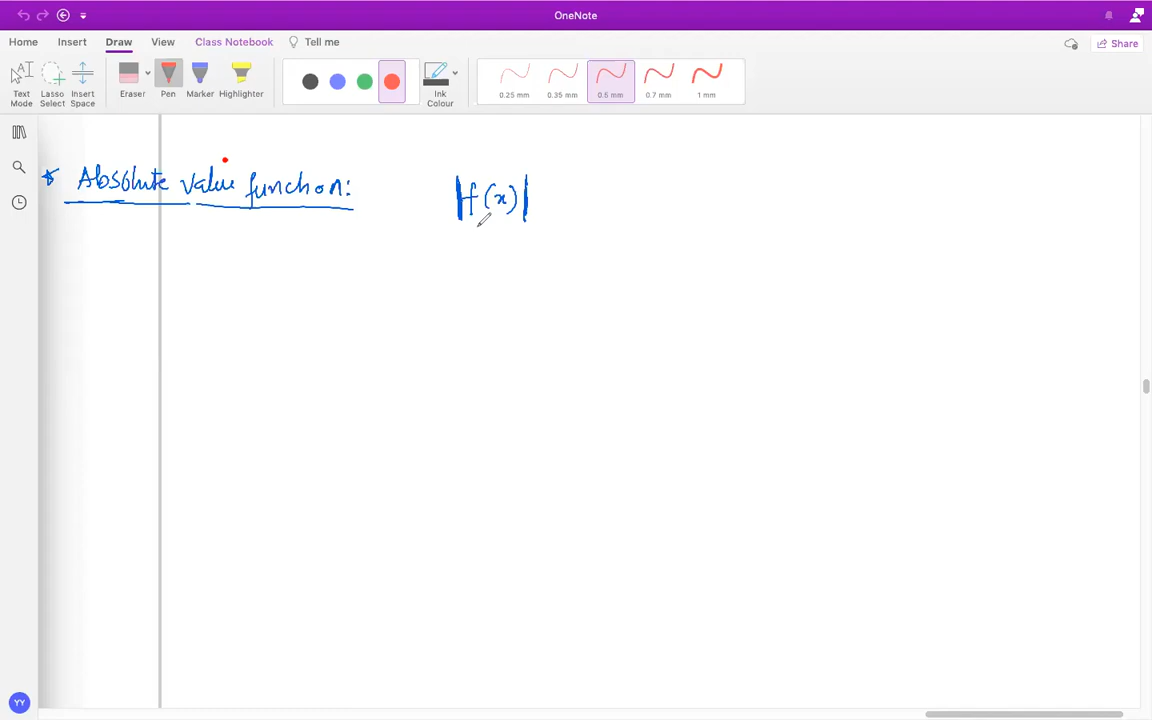 OneNote
Home Insert Draw View Class Notebook Tell me
Share
Text Mode
Lasso Select
Insert Space
Eraser
Pen
Marker
Highlighter
Ink Colour
0.25 mm
0.35 mm
0.5 mm
0.7 mm
1 mm
* Absolute value function: |f(x)|
YY